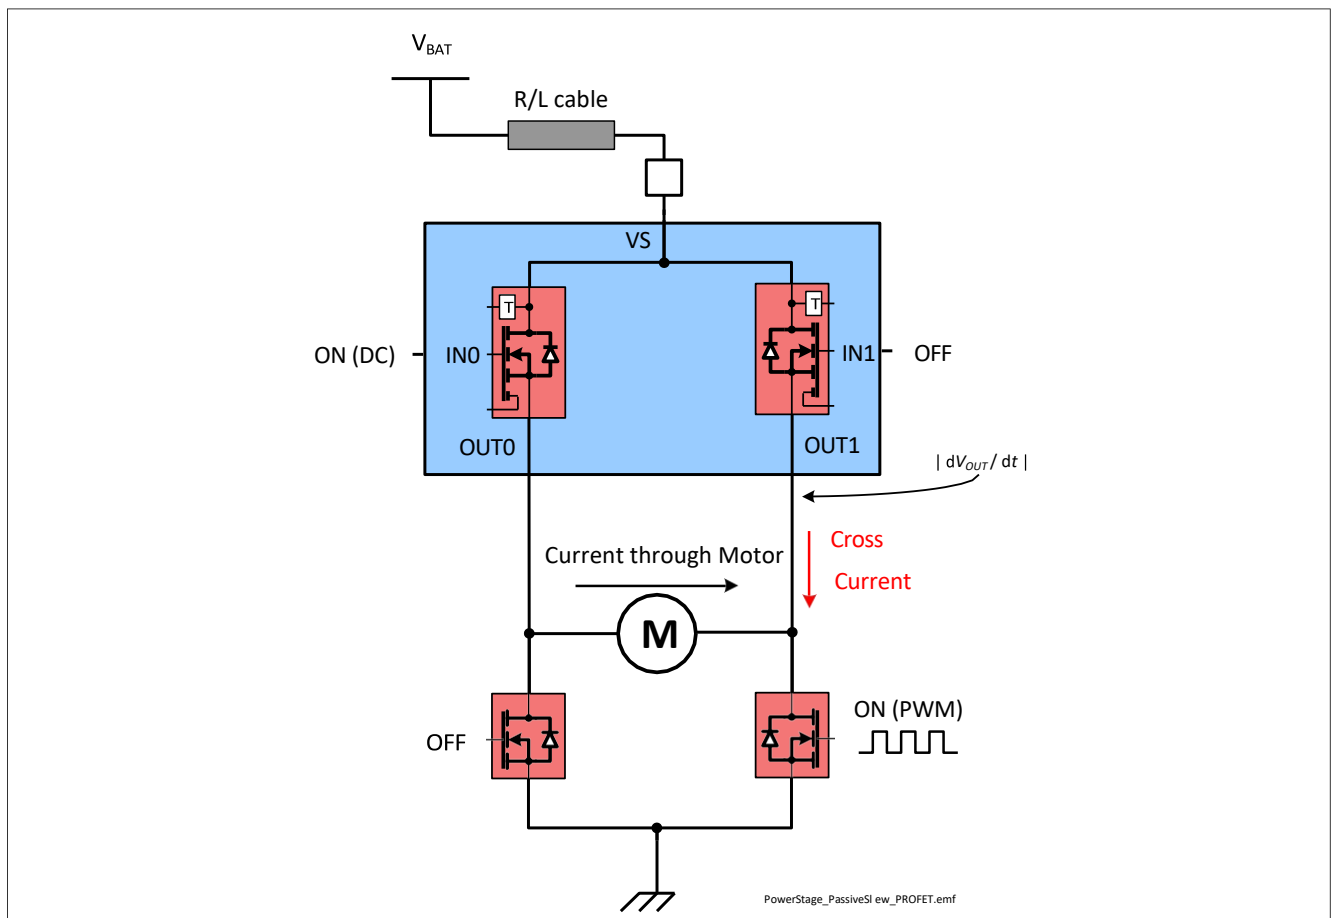 V_BAT
R/L cable
VS
T
T
ON (DC)
IN0
IN1
OFF
OUT0
OUT1
| dV_OUT / dt |
Cross
Current
Current through Motor
M
OFF
ON (PWM)
PowerStage_PassiveSl ew_PROFET.emf